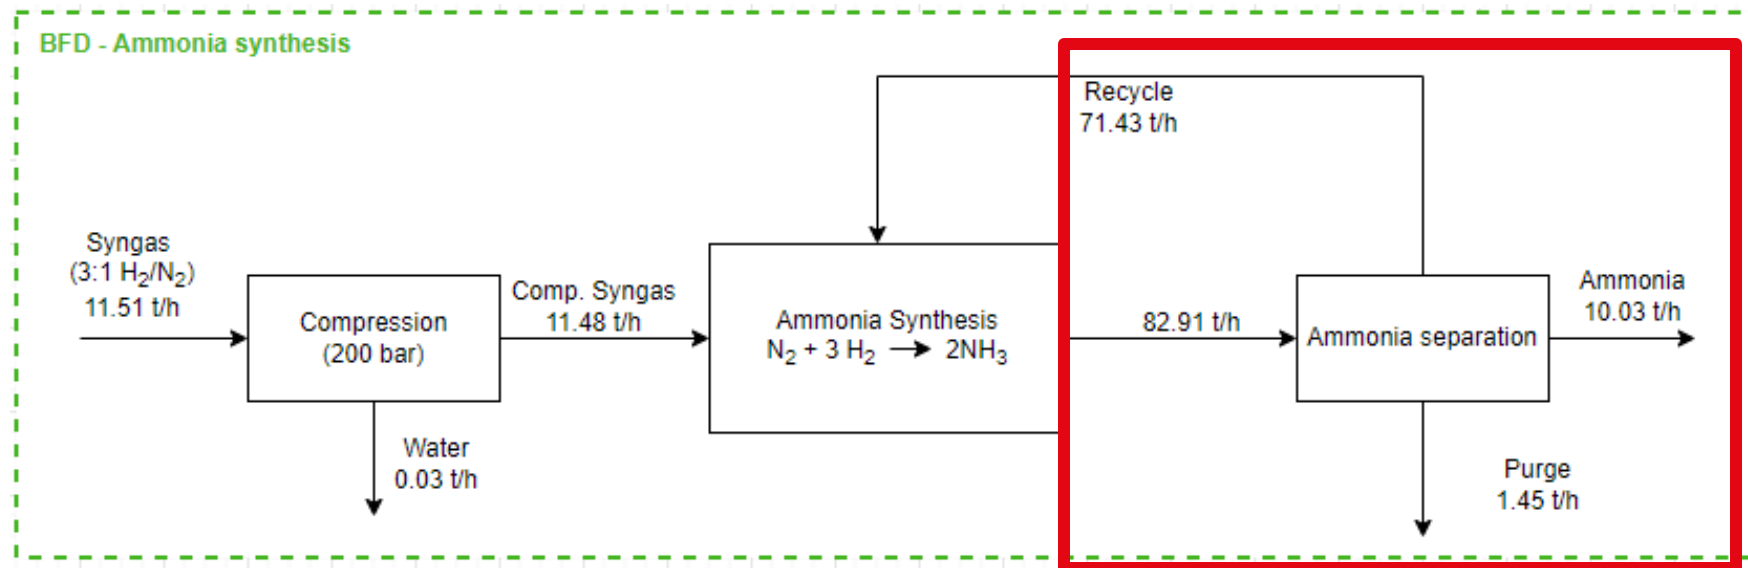 BFD - Ammonia synthesis
Recycle
71.43 t/h
Syngas
(3:1 H₂/N₂)
11.51 t/h
Compression
(200 bar)
Comp. Syngas
11.48 t/h
Ammonia Synthesis
N₂ + 3 H₂ → 2NH₃
82.91 t/h
Ammonia separation
Ammonia
10.03 t/h
Water
0.03 t/h
Purge
1.45 t/h